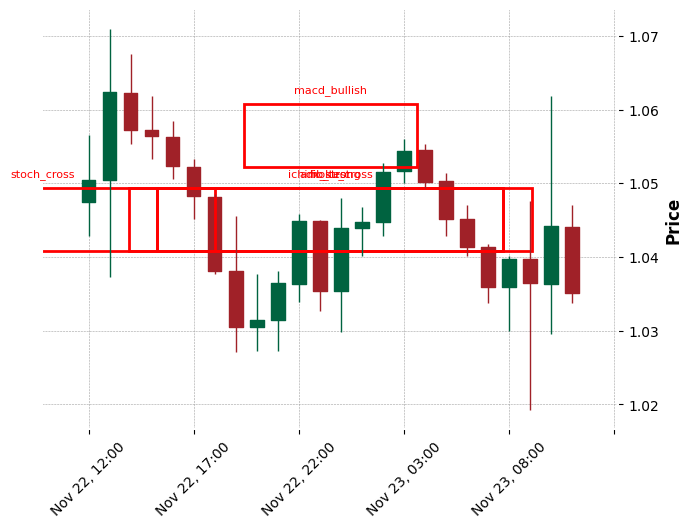 macd_bullish
stoch_cross
1.07
1.06
1.05
1.04
1.03
1.02
Price
Nov 22, 12:00
Nov 22, 17:00
Nov 22, 22:00
Nov 23, 03:00
Nov 23, 08:00